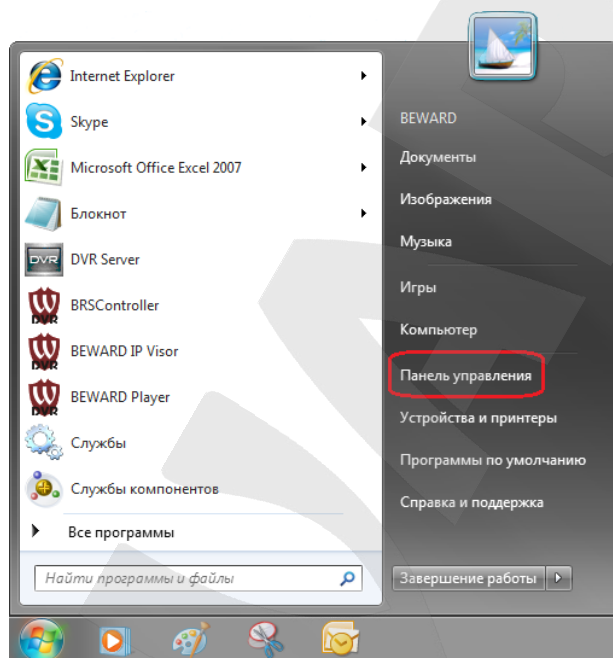 Internet Explorer
Skype
Microsoft Office Excel 2007
Блокнот
DVR Server
BRSController
BEWARD IP Visor
BEWARD Player
Службы
Службы компонентов
Все программы
Найти программы и файлы
BEWARD
Документы
Изображения
Музыка
Игры
Компьютер
Панель управления
Устройства и принтеры
Программы по умолчанию
Справка и поддержка
Завершение работы